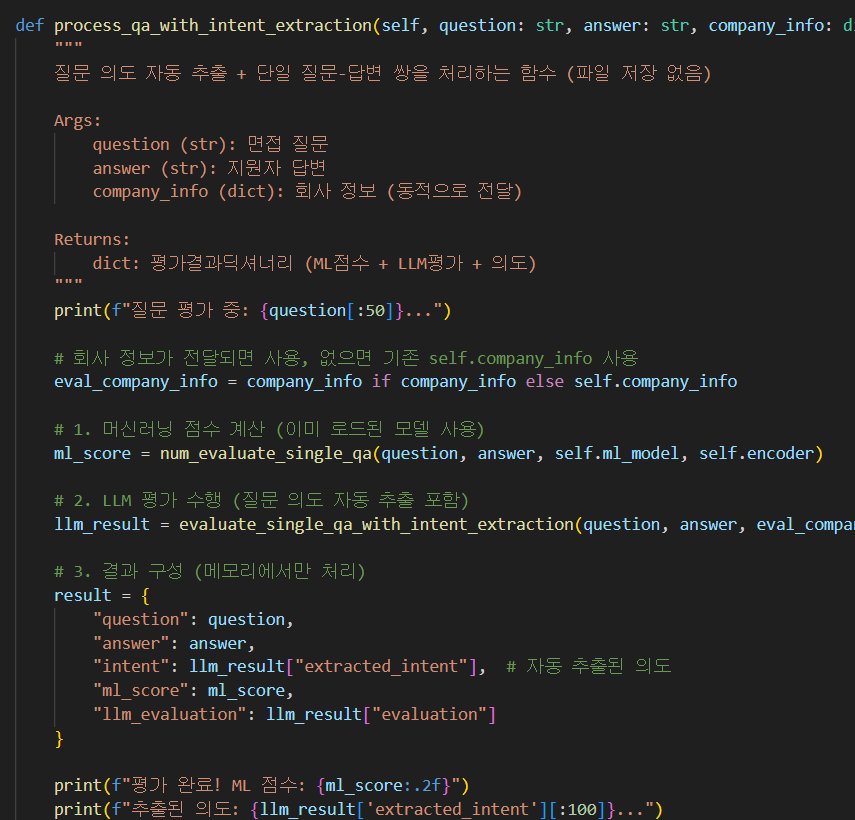 def process_qa_with_intent_extraction(self, question: str, answer: str, company_info: di
"""
질문 의도 자동 추출 + 단일 질문-답변 쌍을 처리하는 함수 (파일 저장 없음)
Args:
question (str): 면접 질문
answer (str): 지원자 답변
company_info (dict): 회사 정보 (동적으로 전달)
Returns:
dict: 평가결과딕셔너리 (ML점수 + LLM평가 + 의도)
"""
print(f"질문 평가 중: {question[:50]}...")
# 회사 정보가 전달되면 사용, 없으면 기존 self.company_info 사용
eval_company_info = company_info if company_info else self.company_info
# 1. 머신러닝 점수 계산 (이미 로드된 모델 사용)
ml_score = num_evaluate_single_qa(question, answer, self.ml_model, self.encoder)
# 2. LLM 평가 수행 (질문 의도 자동 추출 포함)
llm_result = evaluate_single_qa_with_intent_extraction(question, answer, eval_compan
# 3. 결과 구성 (메모리에서만 처리)
result = {
"question": question,
"answer": answer,
"intent": llm_result["extracted_intent"],  # 자동 추출된 의도
"ml_score": ml_score,
"llm_evaluation": llm_result["evaluation"]
}
print(f"평가 완료! ML 점수: {ml_score:.2f}")
print(f"추출된 의도: {llm_result['extracted_intent'][:100]}...")